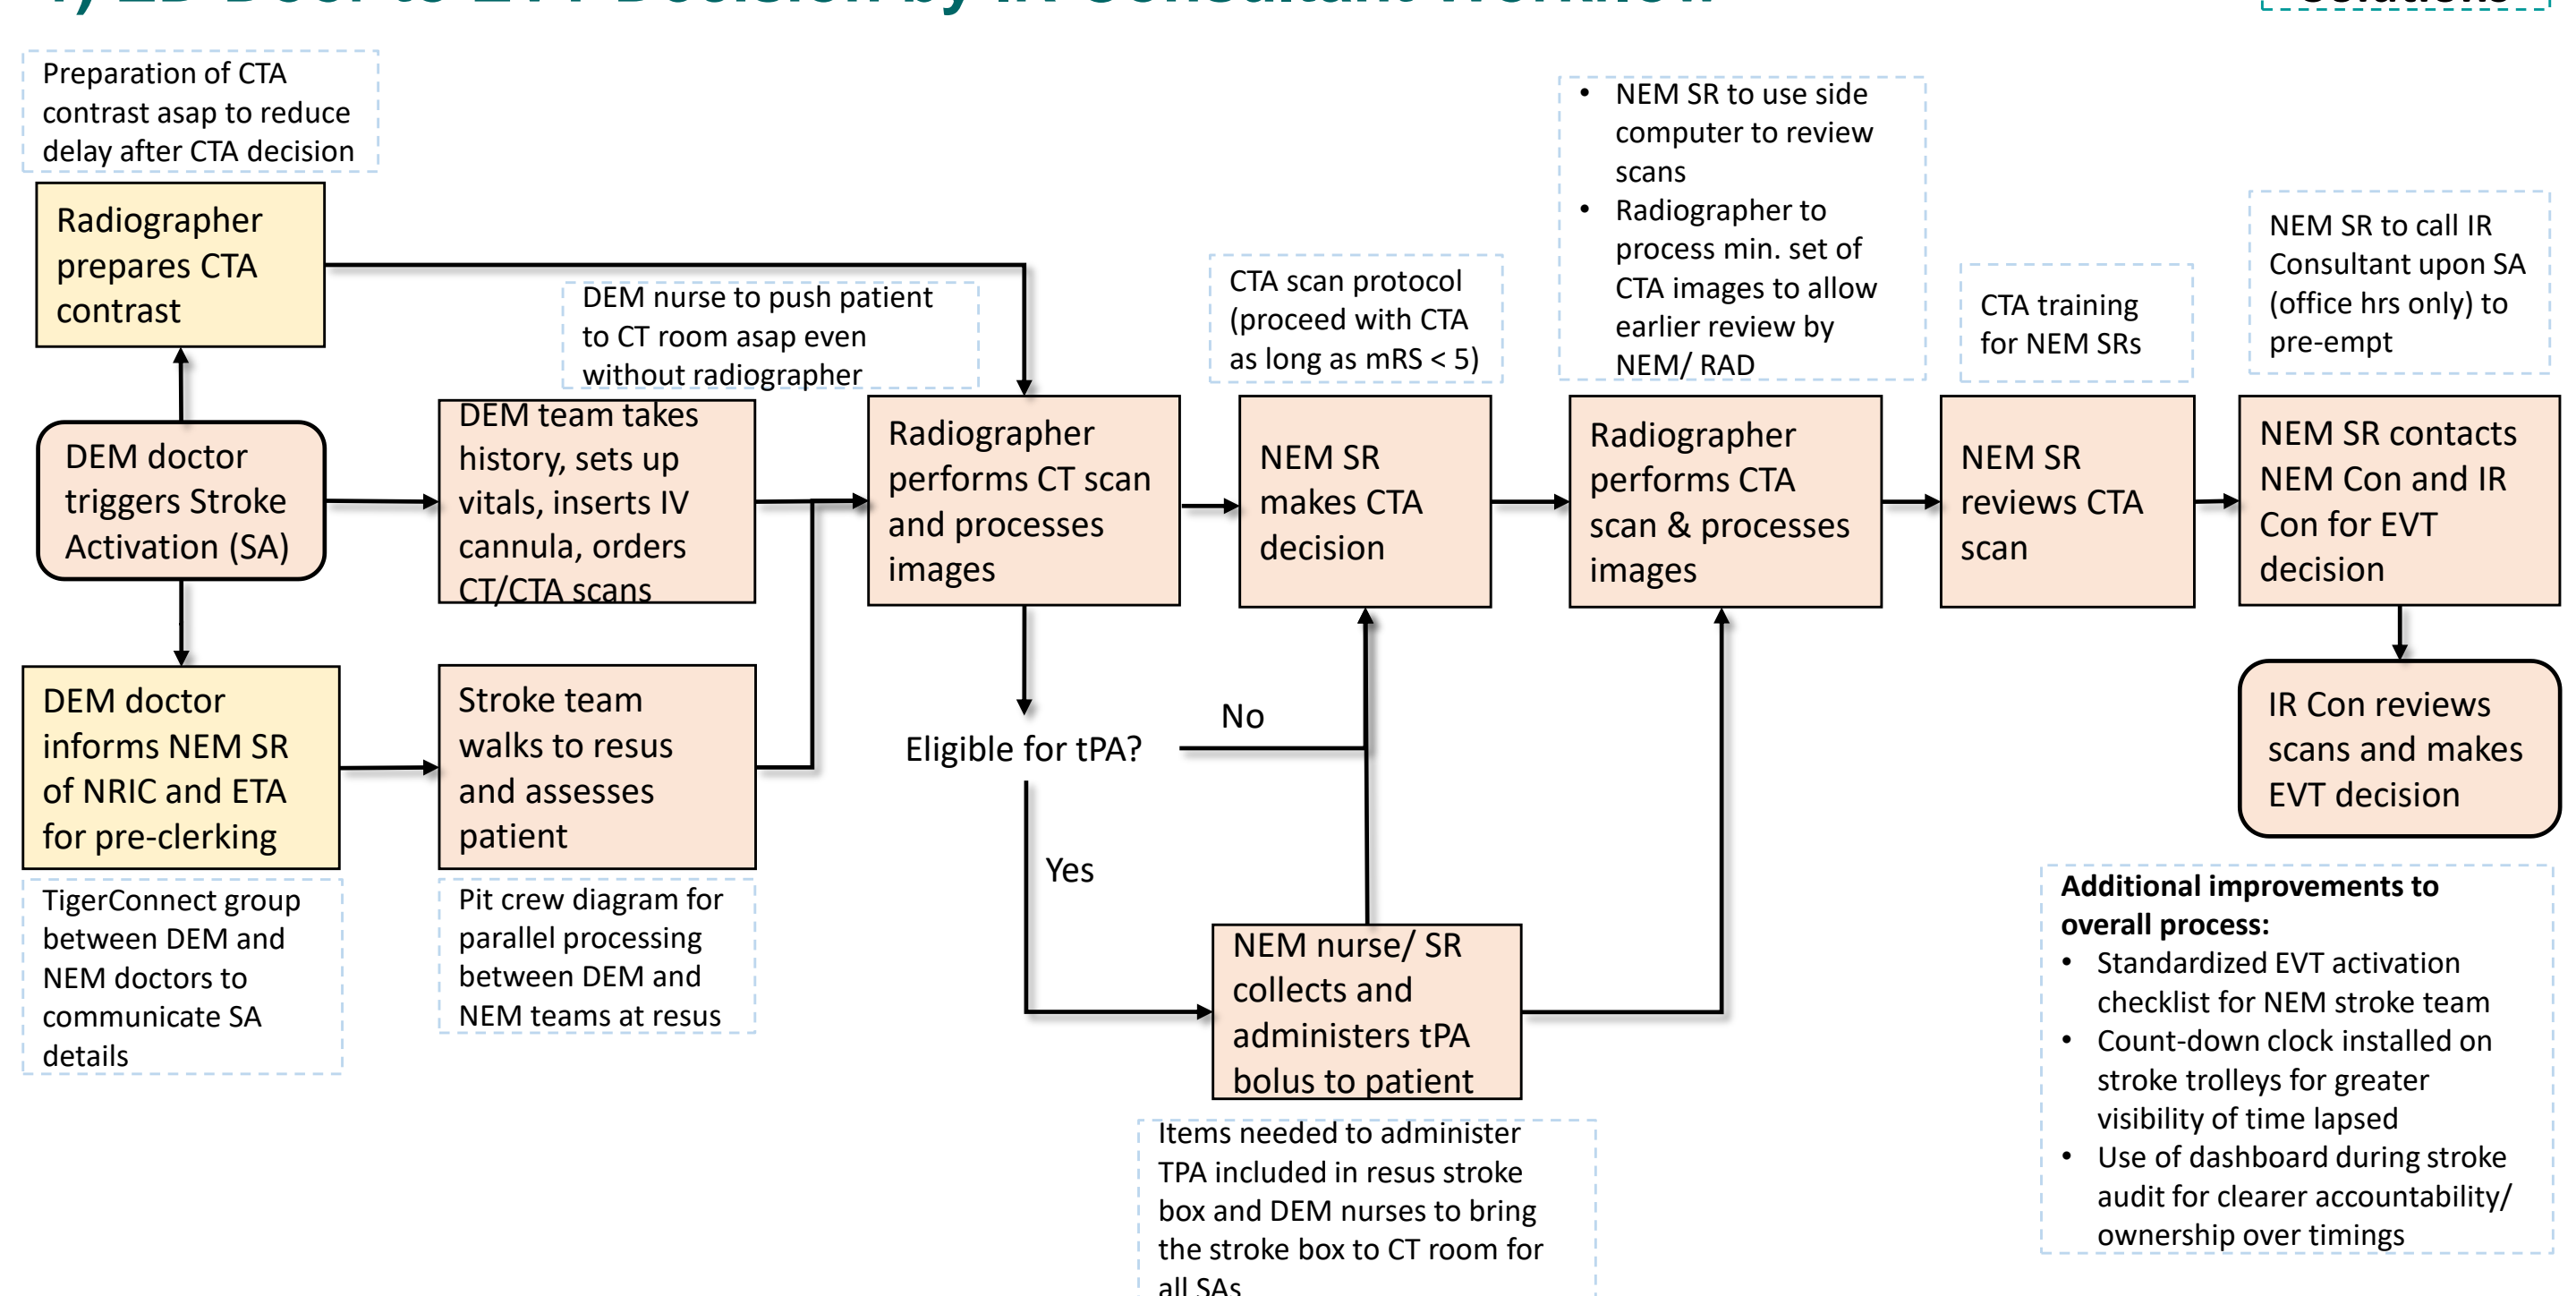 1) ED Door to EVT Decision by IR Consultant Workflow
Solutions
Preparation of CTA
contrast asap to reduce
delay after CTA decision
Radiographer
prepares CTA
contrast
DEM nurse to push patient
to CT room asap even
without radiographer
CTA scan protocol
(proceed with CTA
as long as mRS < 5)
• NEM SR to use side
computer to review
scans
• Radiographer to
process min. set of
CTA images to allow
earlier review by
NEM/ RAD
CTA training
for NEM SRs
NEM SR to call IR
Consultant upon SA
(office hrs only) to
pre-empt
DEM doctor
triggers Stroke
Activation (SA)
DEM team takes
history, sets up
vitals, inserts IV
cannula, orders
CT/CTA scans
Radiographer
performs CT scan
and processes
images
NEM SR
makes CTA
decision
Radiographer
performs CTA
scan & processes
images
NEM SR
reviews CTA
scan
NEM SR contacts
NEM Con and IR
Con for EVT
decision
DEM doctor
informs NEM SR
of NRIC and ETA
for pre-clerking
Stroke team
walks to resus
and assesses
patient
Eligible for tPA?
No
Yes
IR Con reviews
scans and makes
EVT decision
TigerConnect group
between DEM and
NEM doctors to
communicate SA
details
Pit crew diagram for
parallel processing
between DEM and
NEM teams at resus
NEM nurse/ SR
collects and
administers tPA
bolus to patient
Items needed to administer
TPA included in resus stroke
box and DEM nurses to bring
the stroke box to CT room for
all SAs
Additional improvements to
overall process:
• Standardized EVT activation
checklist for NEM stroke team
• Count-down clock installed on
stroke trolleys for greater
visibility of time lapsed
• Use of dashboard during stroke
audit for clearer accountability/
ownership over timings